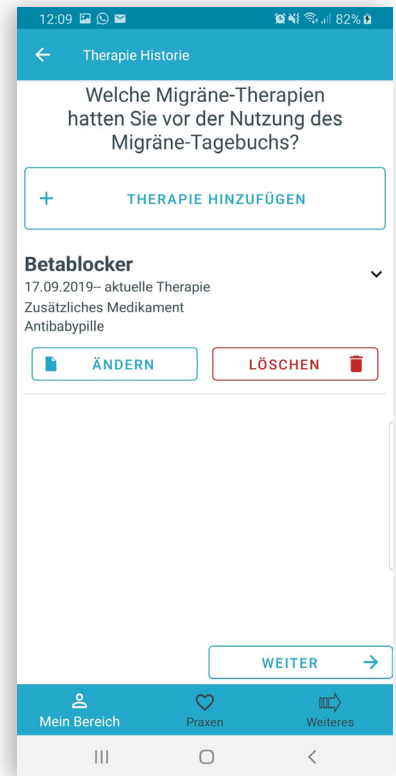 12:09 82%
Therapie Historie
Welche Migräne-Therapien
hatten Sie vor der Nutzung des
Migräne-Tagebuchs?
+ THERAPIE HINZUFÜGEN
Betablocker
17.09.2019– aktuelle Therapie
Zusätzliches Medikament
Antibabypille
ÄNDERN LÖSCHEN
WEITER
Mein Bereich Praxen Weiteres